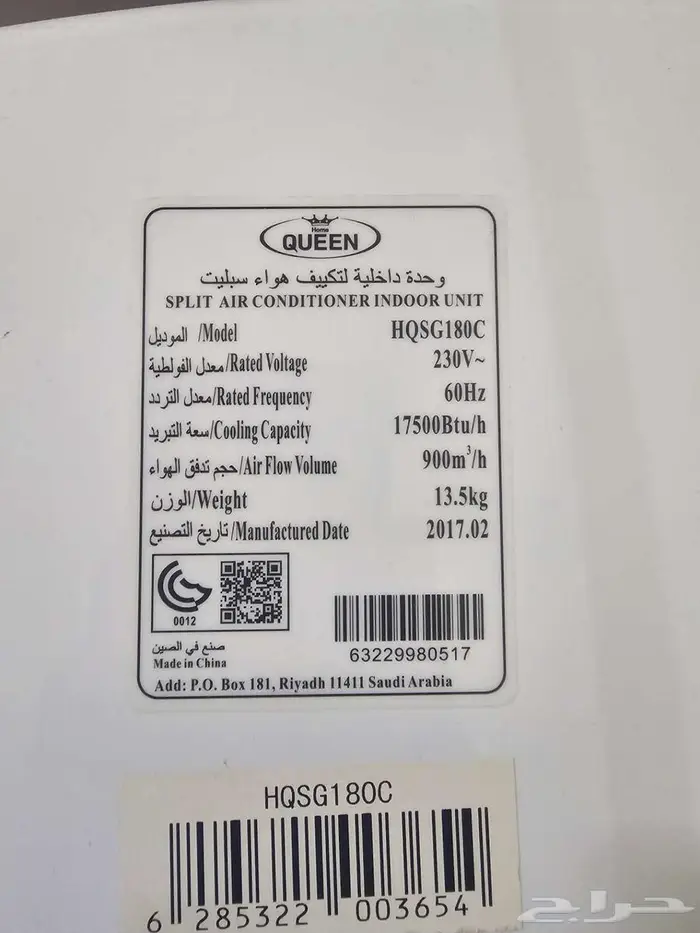 Home
QUEEN
وحدة داخلية لتكييف هواء سبليت
SPLIT AIR CONDITIONER INDOOR UNIT
الموديل /Model HQSG180C
معدل الفولطية/Rated Voltage 230V~
معدل التردد/Rated Frequency 60Hz
سعة التبريد/Cooling Capacity 17500Btu/h
حجم تدفق الهواء/Air Flow Volume 900m³/h
الوزن/Weight 13.5kg
تاريخ التصنيع/Manufactured Date 2017.02
0012
63229980517
صنع في الصين
Made in China
Add: P.O. Box 181, Riyadh 11411 Saudi Arabia
HQSG180C
6 285322 003654
حراج